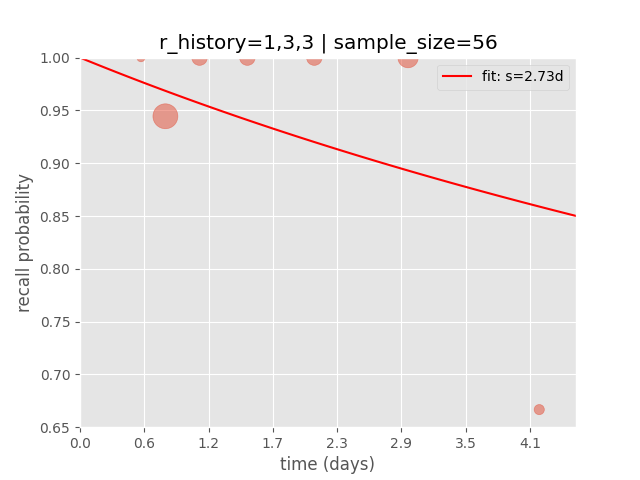 r_history=1,3,3 | sample_size=56
fit: s=2.73d
recall probability
1.00
0.95
0.90
0.85
0.80
0.75
0.70
0.65
0.0 0.6 1.2 1.7 2.3 2.9 3.5 4.1
time (days)